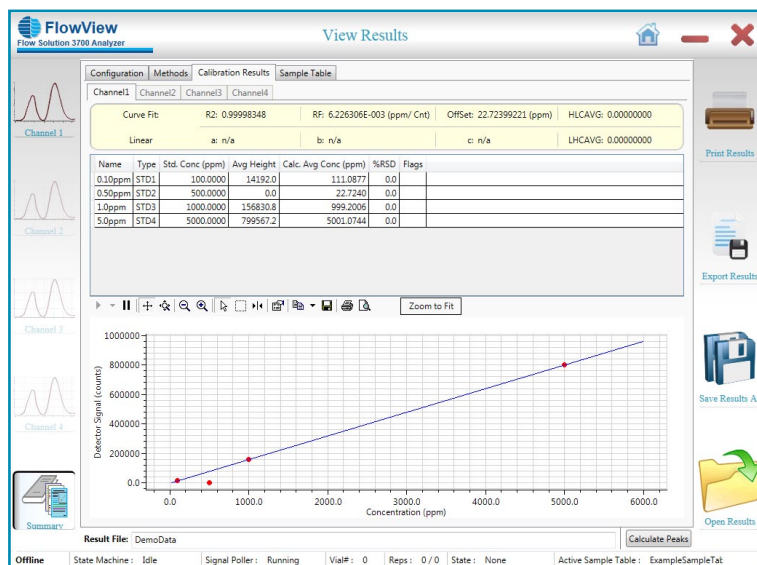 FlowView
Flow Solution 3700 Analyzer
View Results
Configuration Methods Calibration Results Sample Table
Channel1 Channel2 Channel3 Channel4
Curve Fit: R2: 0.99998348 RF: 6.226306E-003 (ppm/ Cnt) OffSet: 22.72399221 (ppm) HLCAVG: 0.00000000
Linear a: n/a b: n/a c: n/a LHCAVG: 0.00000000
Name Type Std. Conc (ppm) Avg Height Calc. Avg Conc (ppm) %RSD Flags
0.10ppm STD1 100.0000 14192.0 111.0877 0.0
0.50ppm STD2 500.0000 0.0 22.7240 0.0
1.0ppm STD3 1000.0000 156830.8 999.2006 0.0
5.0ppm STD4 5000.0000 799567.2 5001.0744 0.0
Channel 1
Channel 2
Channel 3
Channel 4
Summary
Print Results
Export Results
Save Results A
Open Results
Zoom to Fit
Detector Signal (counts)
1000000
800000
600000
400000
200000
0.0
0.0 1000.0 2000.0 3000.0 4000.0 5000.0 6000.0
Concentration (ppm)
Result File: DemoData Calculate Peaks
Offline State Machine : Idle Signal Poller : Running Vial# : 0 Reps : 0 / 0 State : None Active Sample Table : ExampleSampleTab